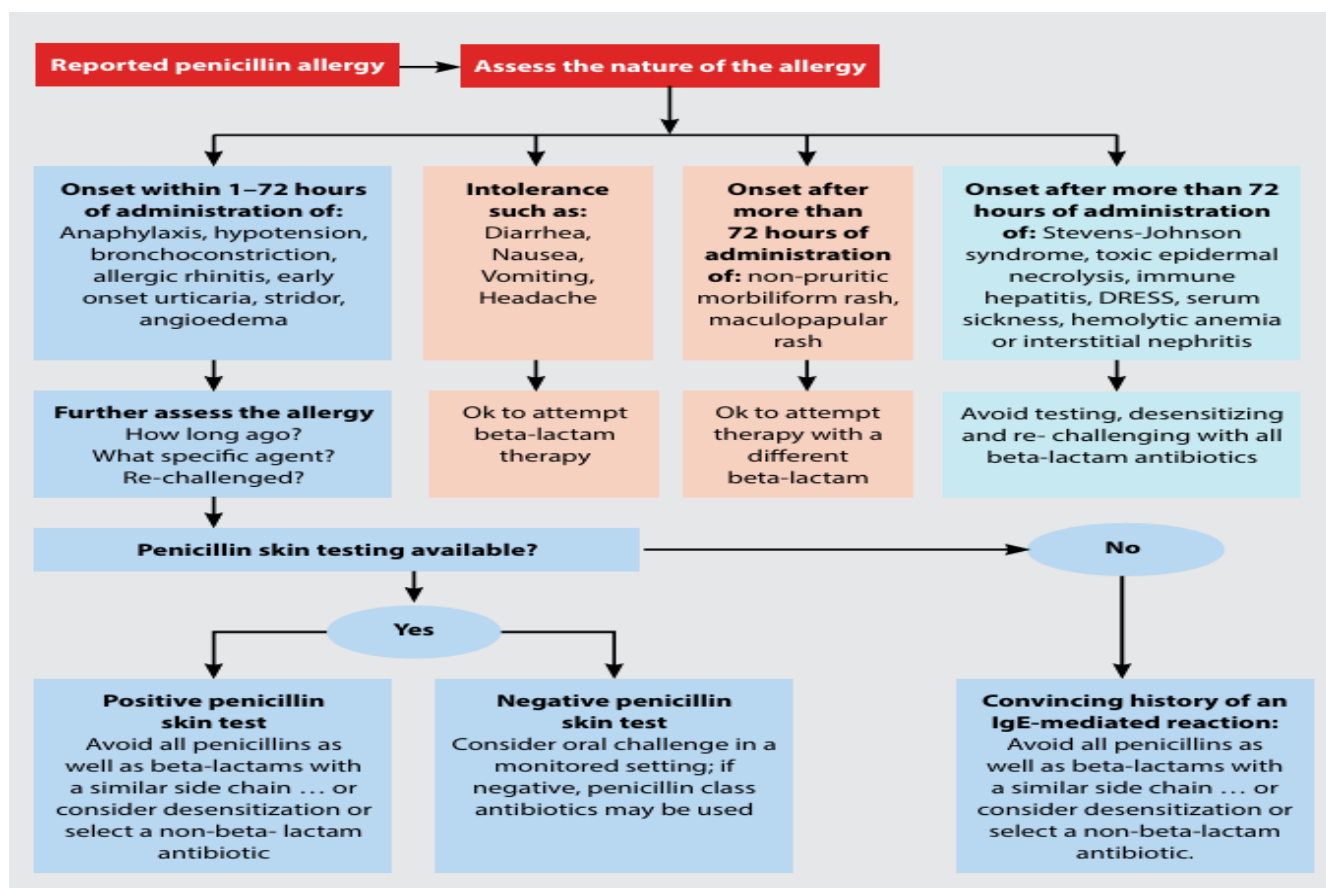 Reported penicillin allergy
Assess the nature of the allergy
Onset within 1–72 hours
of administration of:
Anaphylaxis, hypotension,
bronchoconstriction,
allergic rhinitis, early
onset urticaria, stridor,
angioedema
Intolerance
such as:
Diarrhea,
Nausea,
Vomiting,
Headache
Onset after
more than
72 hours of
administration
of: non-pruritic
morbiliform rash,
maculopapular
rash
Onset after more than 72
hours of administration
of: Stevens-Johnson
syndrome, toxic epidermal
necrolysis, immune
hepatitis, DRESS, serum
sickness, hemolytic anemia
or interstitial nephritis
Further assess the allergy
How long ago?
What specific agent?
Re-challenged?
Ok to attempt
beta-lactam
therapy
Ok to attempt
therapy with a
different
beta-lactam
Avoid testing, desensitizing
and re- challenging with all
beta-lactam antibiotics
Penicillin skin testing available?
No
Yes
Positive penicillin
skin test
Avoid all penicillins as
well as beta-lactams with
a similar side chain … or
consider desensitization or
select a non-beta- lactam
antibiotic
Negative penicillin
skin test
Consider oral challenge in a
monitored setting; if
negative, penicillin class
antibiotics may be used
Convincing history of an
IgE-mediated reaction:
Avoid all penicillins as
well as beta-lactams with
a similar side chain … or
consider desensitization or
select a non-beta-lactam
antibiotic.